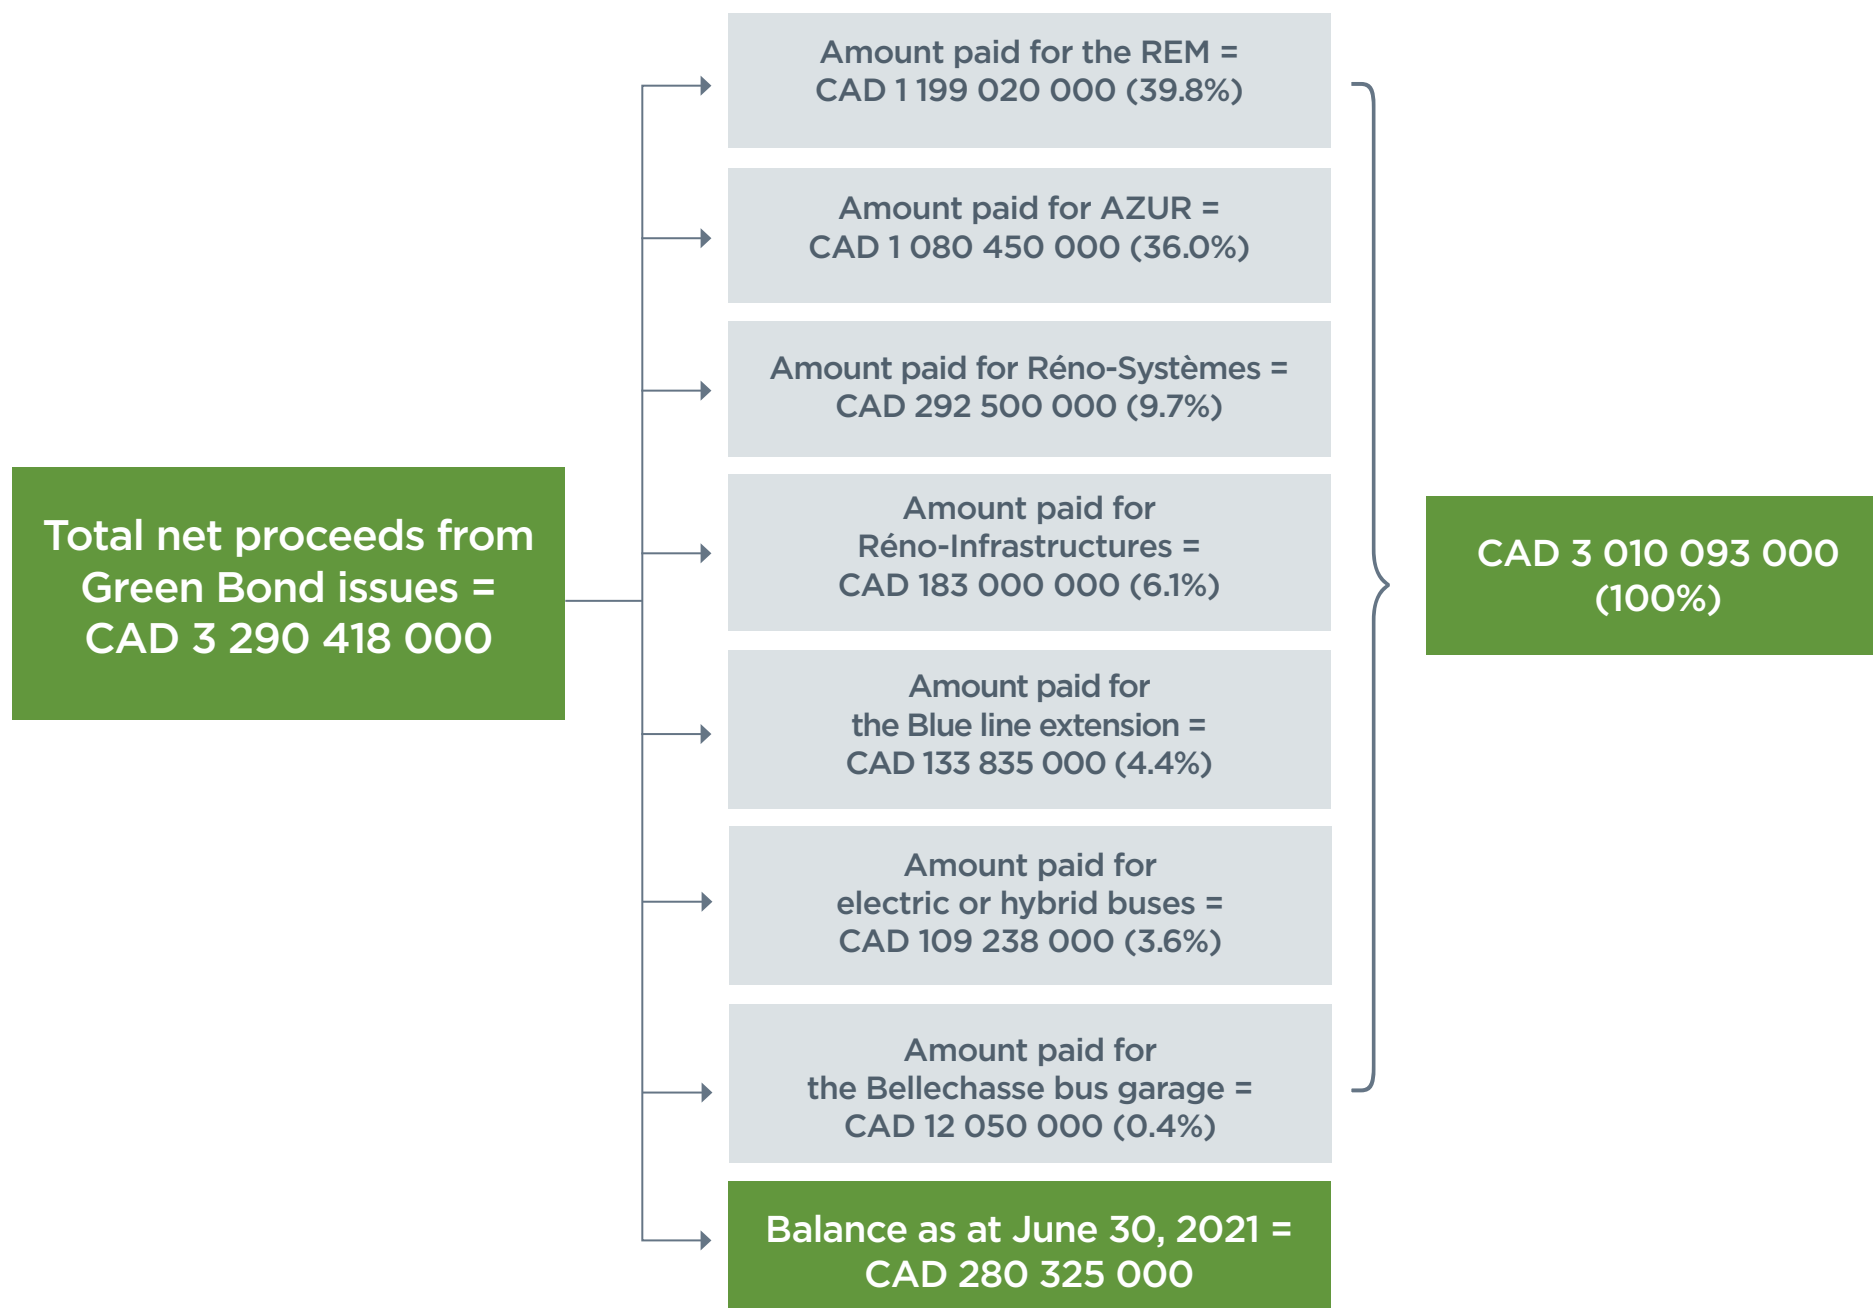 Total net proceeds from
Green Bond issues =
CAD 3 290 418 000
Amount paid for the REM =
CAD 1 199 020 000 (39.8%)
Amount paid for AZUR =
CAD 1 080 450 000 (36.0%)
Amount paid for Réno-Systèmes =
CAD 292 500 000 (9.7%)
Amount paid for
Réno-Infrastructures =
CAD 183 000 000 (6.1%)
Amount paid for
the Blue line extension =
CAD 133 835 000 (4.4%)
Amount paid for
electric or hybrid buses =
CAD 109 238 000 (3.6%)
Amount paid for
the Bellechasse bus garage =
CAD 12 050 000 (0.4%)
Balance as at June 30, 2021 =
CAD 280 325 000
CAD 3 010 093 000
(100%)